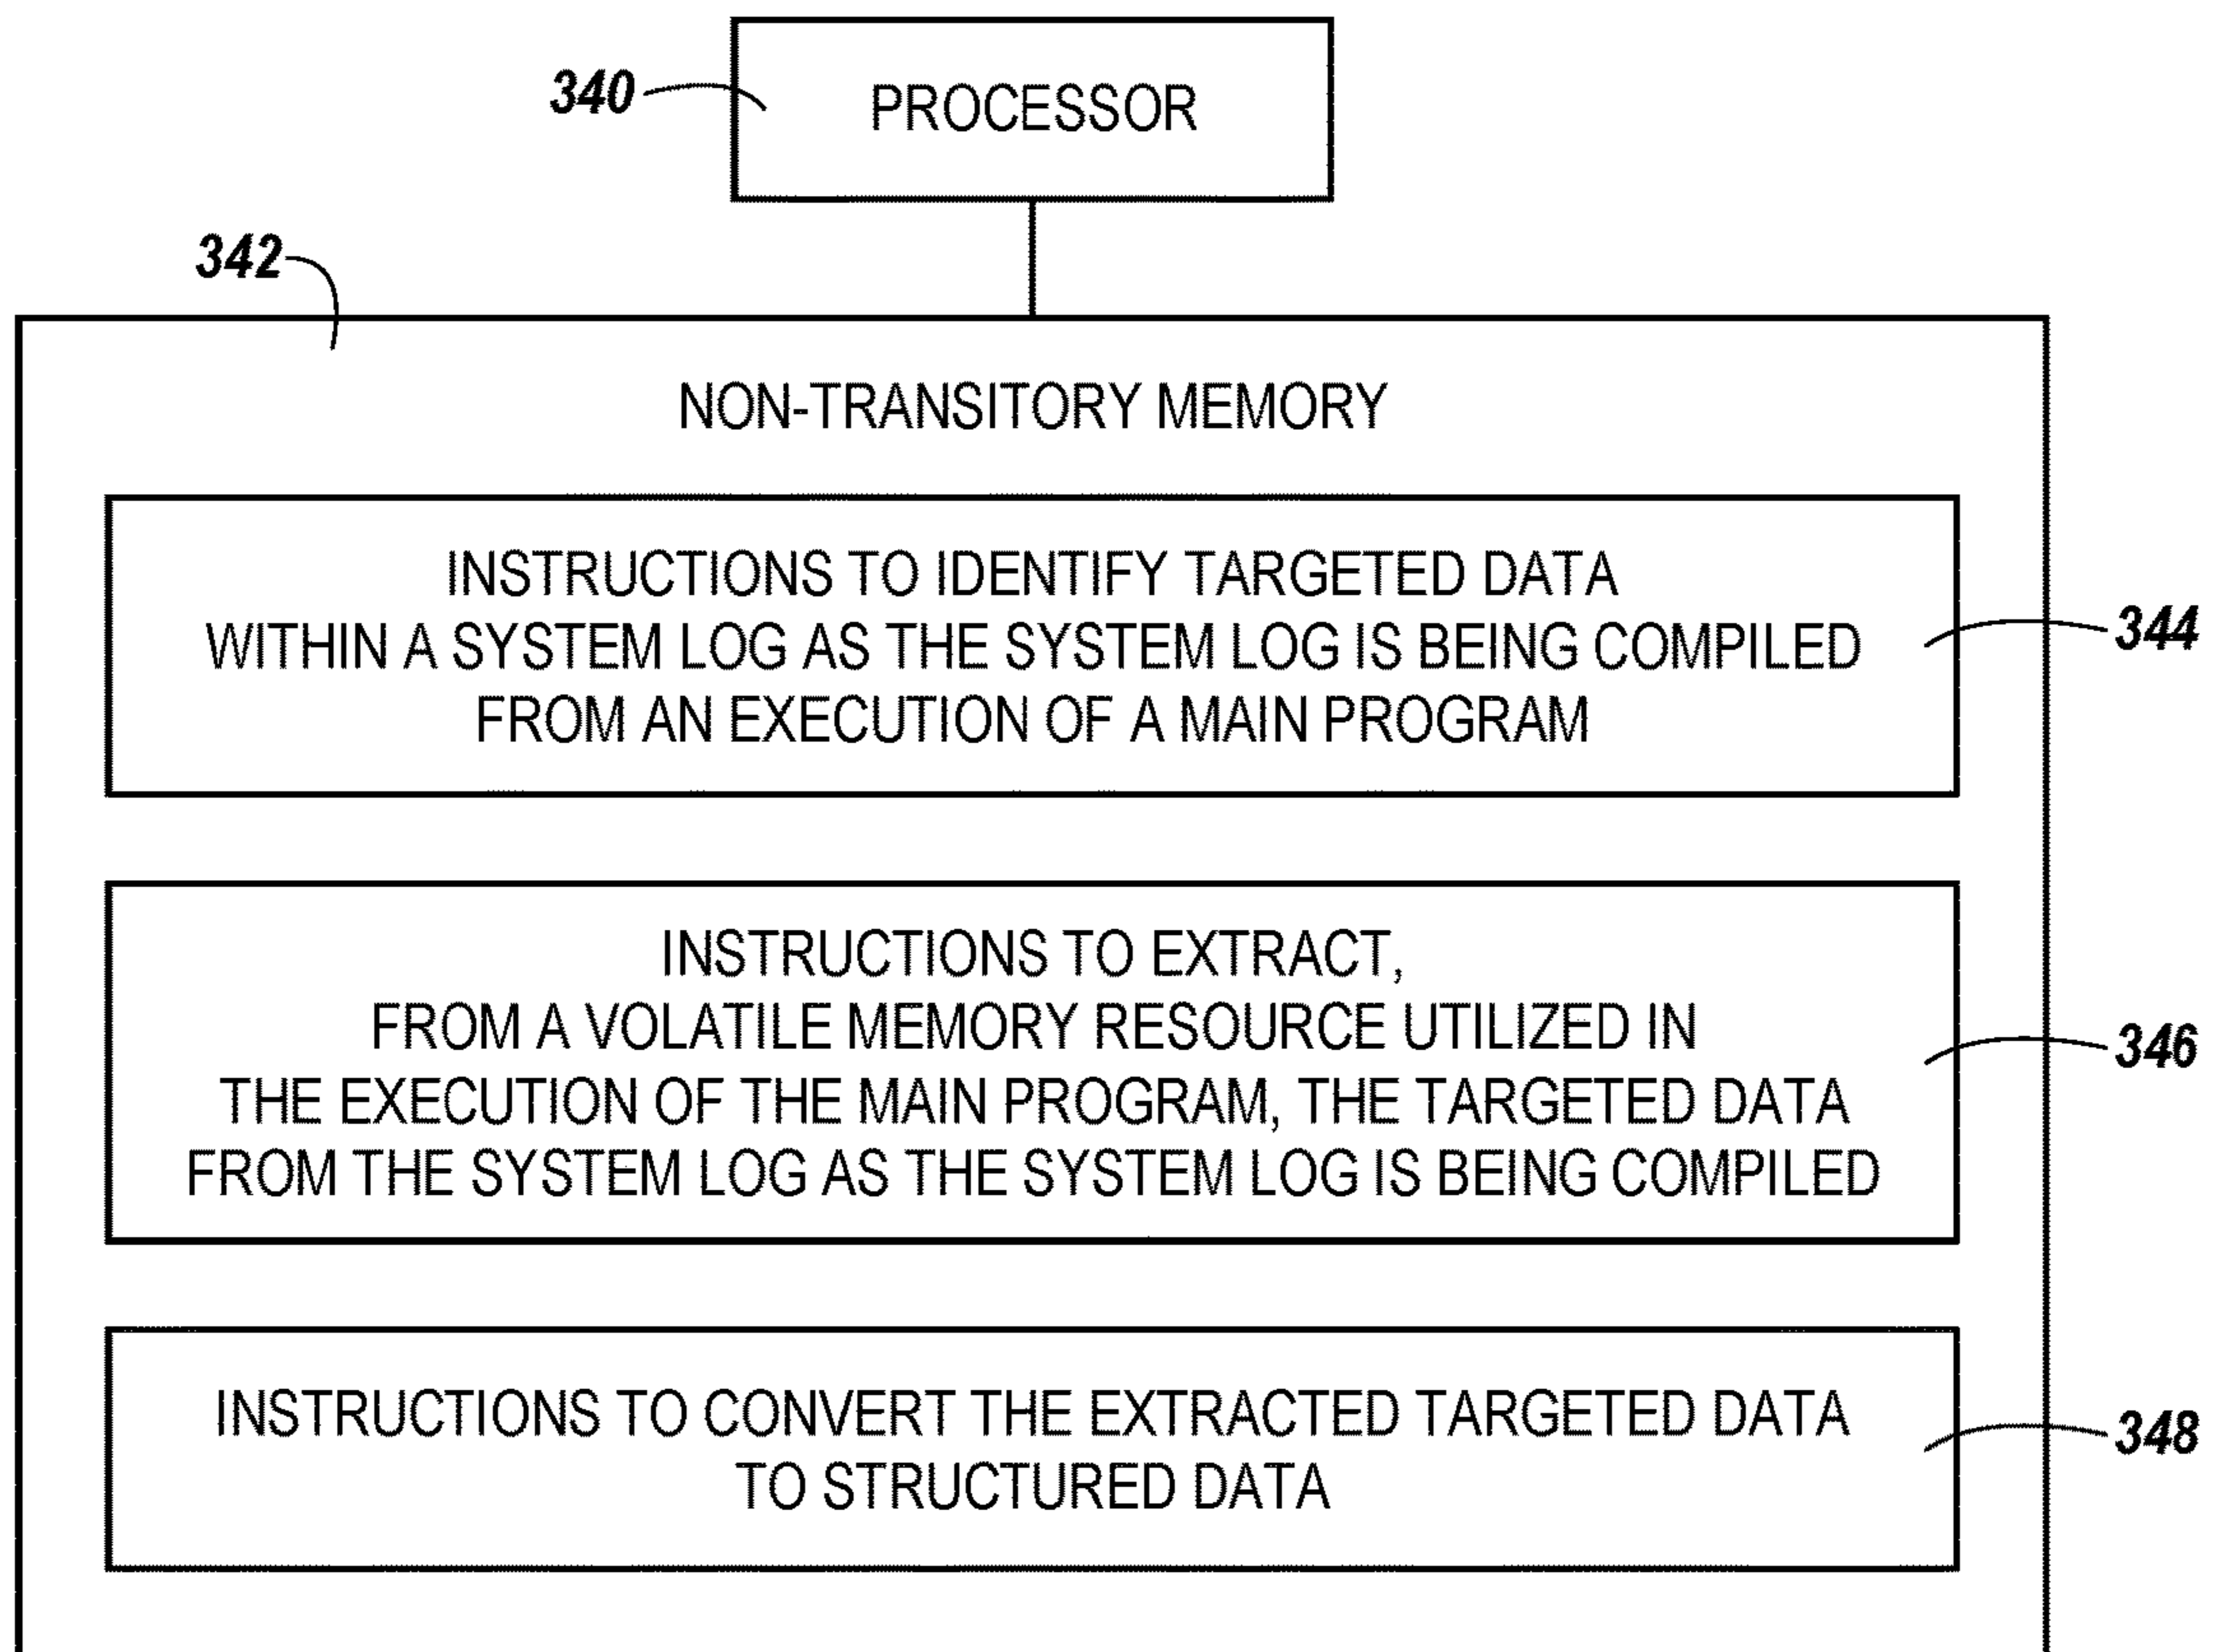 340
PROCESSOR
342
NON-TRANSITORY MEMORY
INSTRUCTIONS TO IDENTIFY TARGETED DATA
WITHIN A SYSTEM LOG AS THE SYSTEM LOG IS BEING COMPILED
FROM AN EXECUTION OF A MAIN PROGRAM
344
INSTRUCTIONS TO EXTRACT,
FROM A VOLATILE MEMORY RESOURCE UTILIZED IN
THE EXECUTION OF THE MAIN PROGRAM, THE TARGETED DATA
FROM THE SYSTEM LOG AS THE SYSTEM LOG IS BEING COMPILED
346
INSTRUCTIONS TO CONVERT THE EXTRACTED TARGETED DATA
TO STRUCTURED DATA
348